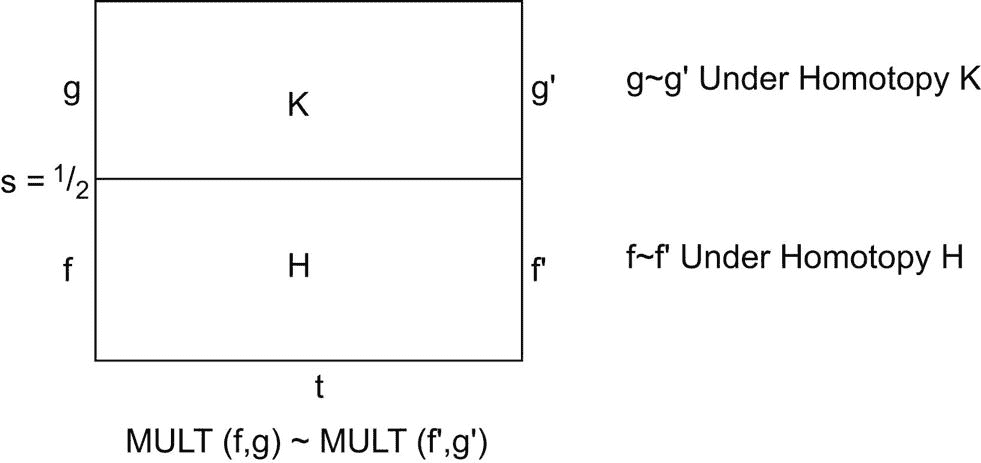 g
K
g'
g~g' Under Homotopy K
s = 1/2
f
H
f'
f~f' Under Homotopy H
t
MULT (f,g) ~ MULT (f',g')